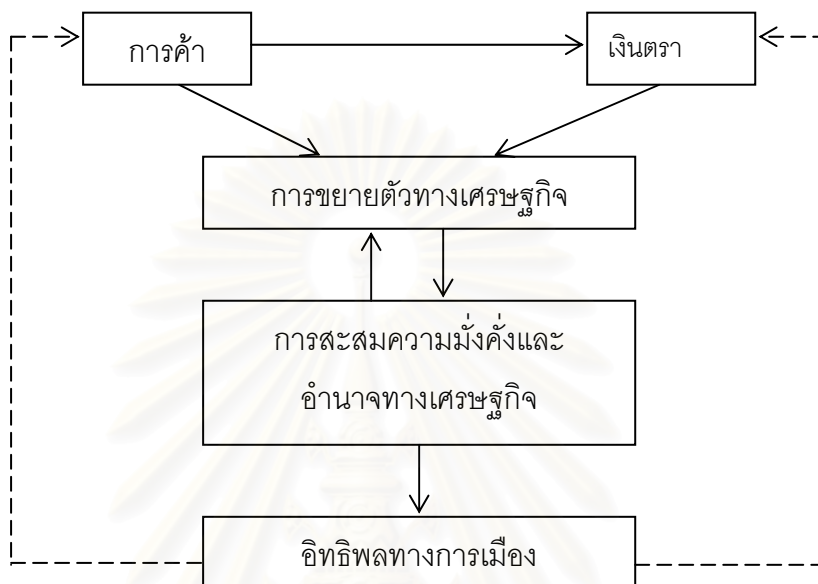 การค้า
เงินตรา
การขยายตัวทางเศรษฐกิจ
การสะสมความมั่งคั่งและ
อำนาจทางเศรษฐกิจ
อิทธิพลทางการเมือง